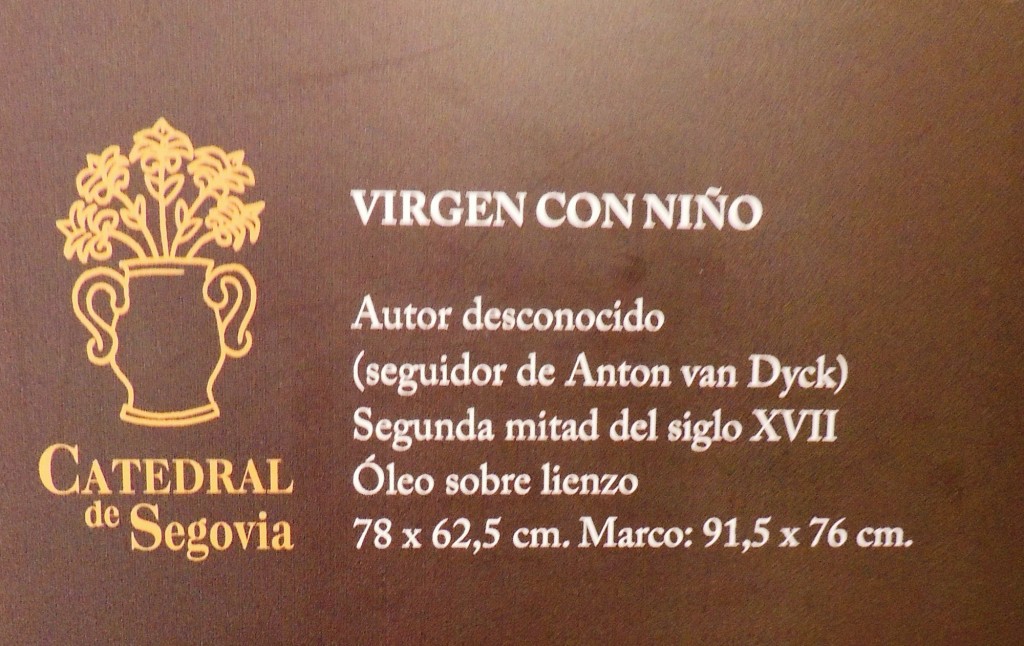 VIRGEN CON NIÑO
Autor desconocido
(seguidor de Anton van Dyck)
Segunda mitad del siglo XVII
Óleo sobre lienzo
78 x 62,5 cm. Marco: 91,5 x 76 cm.
CATEDRAL
de Segovia